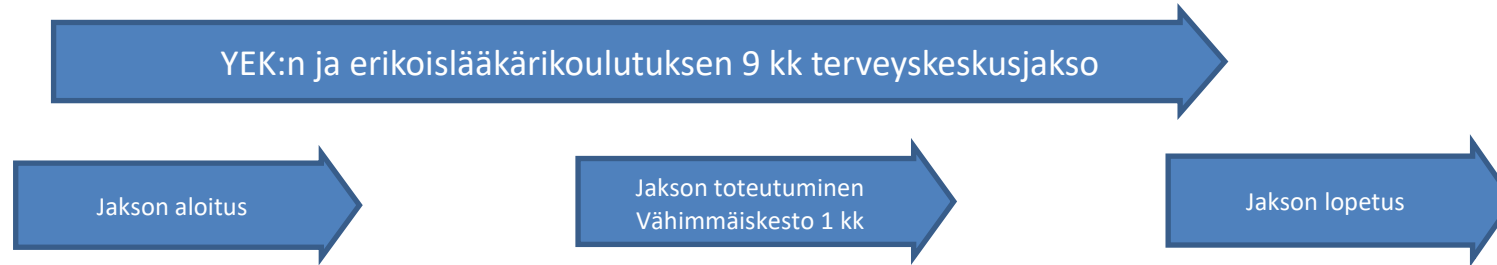 YEK:n ja erikoislääkärikoulutuksen 9 kk terveyskeskusjakso
Jakson aloitus
Jakson toteutuminen
Vähimmäiskesto 1 kk
Jakson lopetus